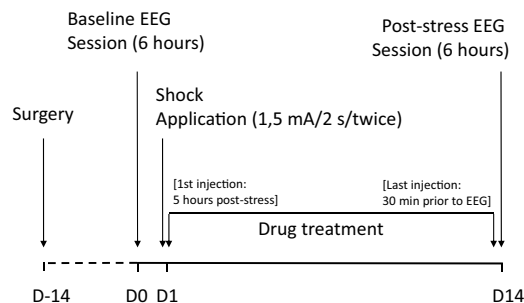 Baseline EEG
Session (6 hours)
Post-stress EEG
Session (6 hours)
Shock
Application (1,5 mA/2 s/twice)
Surgery
[1st injection:
5 hours post-stress]
[Last injection:
30 min prior to EEG]
Drug treatment
D-14
D0
D1
D14